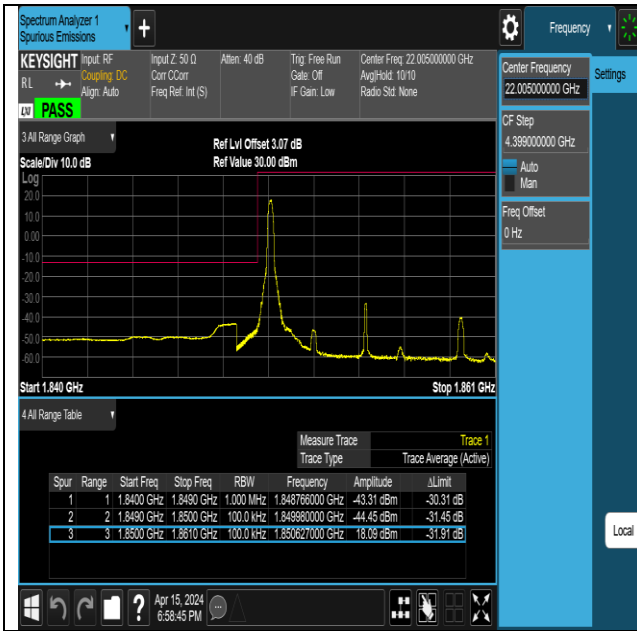 Spectrum Analyzer 1
Spurious Emissions
+
Frequency
KEYSIGHT
RL
Input: RF
Coupling: DC
Align: Auto
Input Z: 50 Ω
Corr CCorr
Freq Ref: Int (S)
Atten: 40 dB
Trig: Free Run
Gate: Off
IF Gain: Low
Center Freq: 22.005000000 GHz
Avg|Hold: 10/10
Radio Std: None
LXI PASS
Center Frequency
22.005000000 GHz
Settings
CF Step
4.399000000 GHz
Auto
Man
Freq Offset
0 Hz
3 All Range Graph
Scale/Div 10.0 dB
Ref Lvl Offset 3.07 dB
Ref Value 30.00 dBm
Log
20.0
10.0
0.00
-10.0
-20.0
-30.0
-40.0
-50.0
-60.0
Start 1.840 GHz Stop 1.861 GHz
4 All Range Table
Measure Trace Trace 1
Trace Type Trace Average (Active)
Spur Range Start Freq Stop Freq RBW Frequency Amplitude ΔLimit
1 1 1.8400 GHz 1.8490 GHz 1.000 MHz 1.848766000 GHz -43.31 dBm -30.31 dB
2 2 1.8490 GHz 1.8500 GHz 100.0 kHz 1.849980000 GHz -44.45 dBm -31.45 dB
3 3 1.8500 GHz 1.8610 GHz 100.0 kHz 1.850627000 GHz 18.09 dBm -31.91 dB
Local
?
Apr 15, 2024
6:58:45 PM